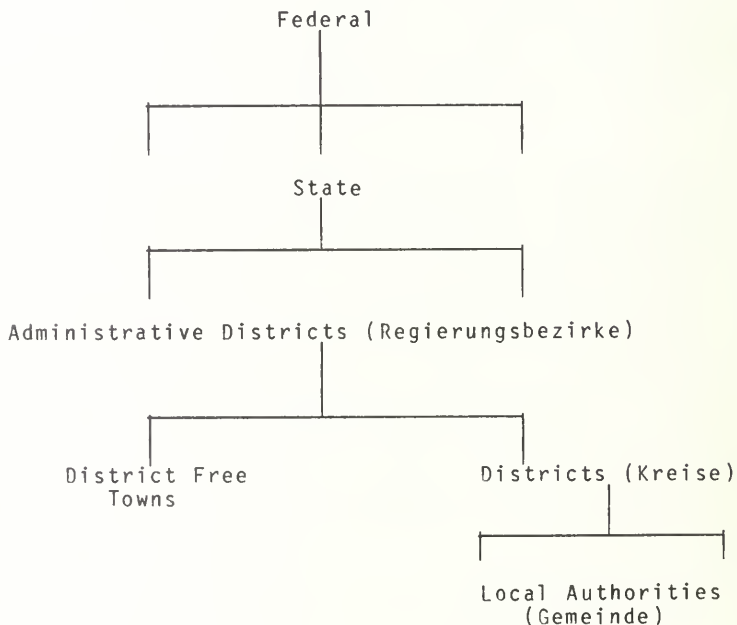 Federal
State
Administrative Districts (Regierungsbezirke)
District Free
Towns
Districts (Kreise)
Local Authorities
(Gemeinde)